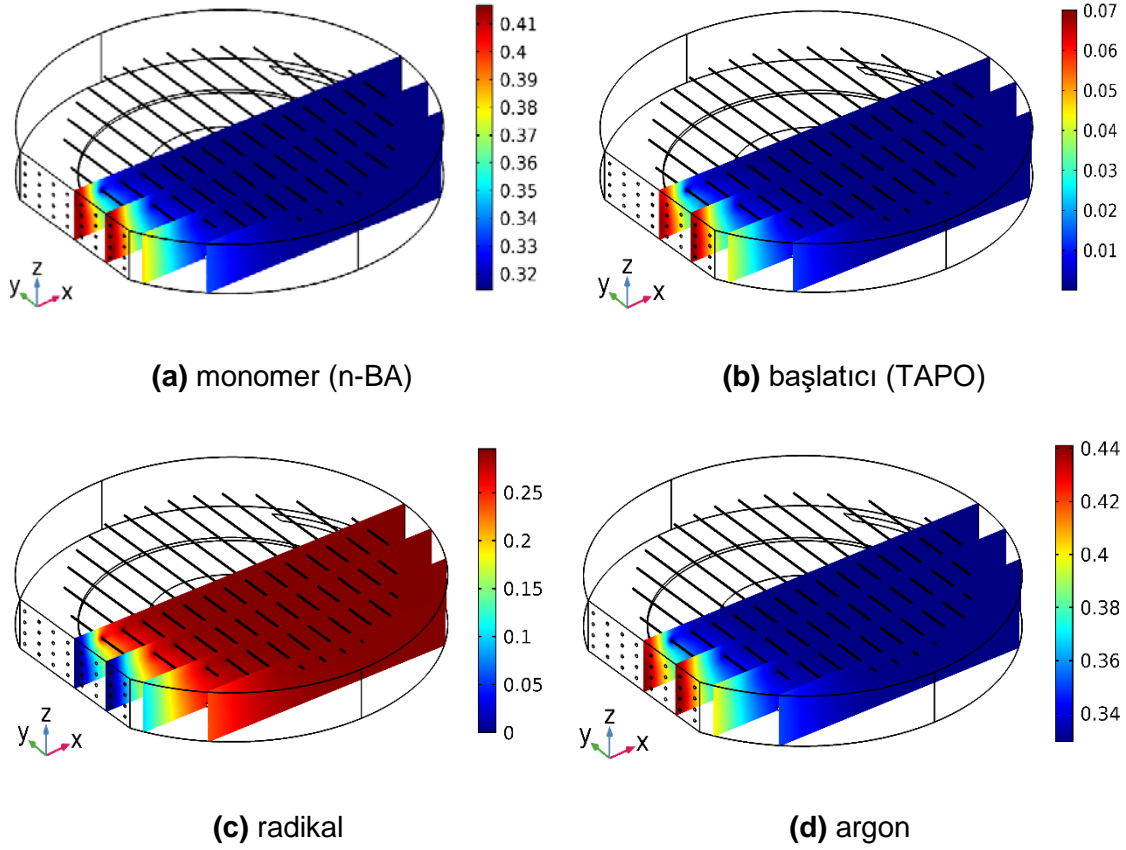 0.41
0.4
0.39
0.38
0.37
0.36
0.35
0.34
0.33
0.32
z
y
x
(a) monomer (n-BA)
0.07
0.06
0.05
0.04
0.03
0.02
0.01
z
y
x
(b) başlatıcı (TAPO)
0.25
0.2
0.15
0.1
0.05
0
z
y
x
(c) radikal
0.44
0.42
0.4
0.38
0.36
0.34
z
y
x
(d) argon